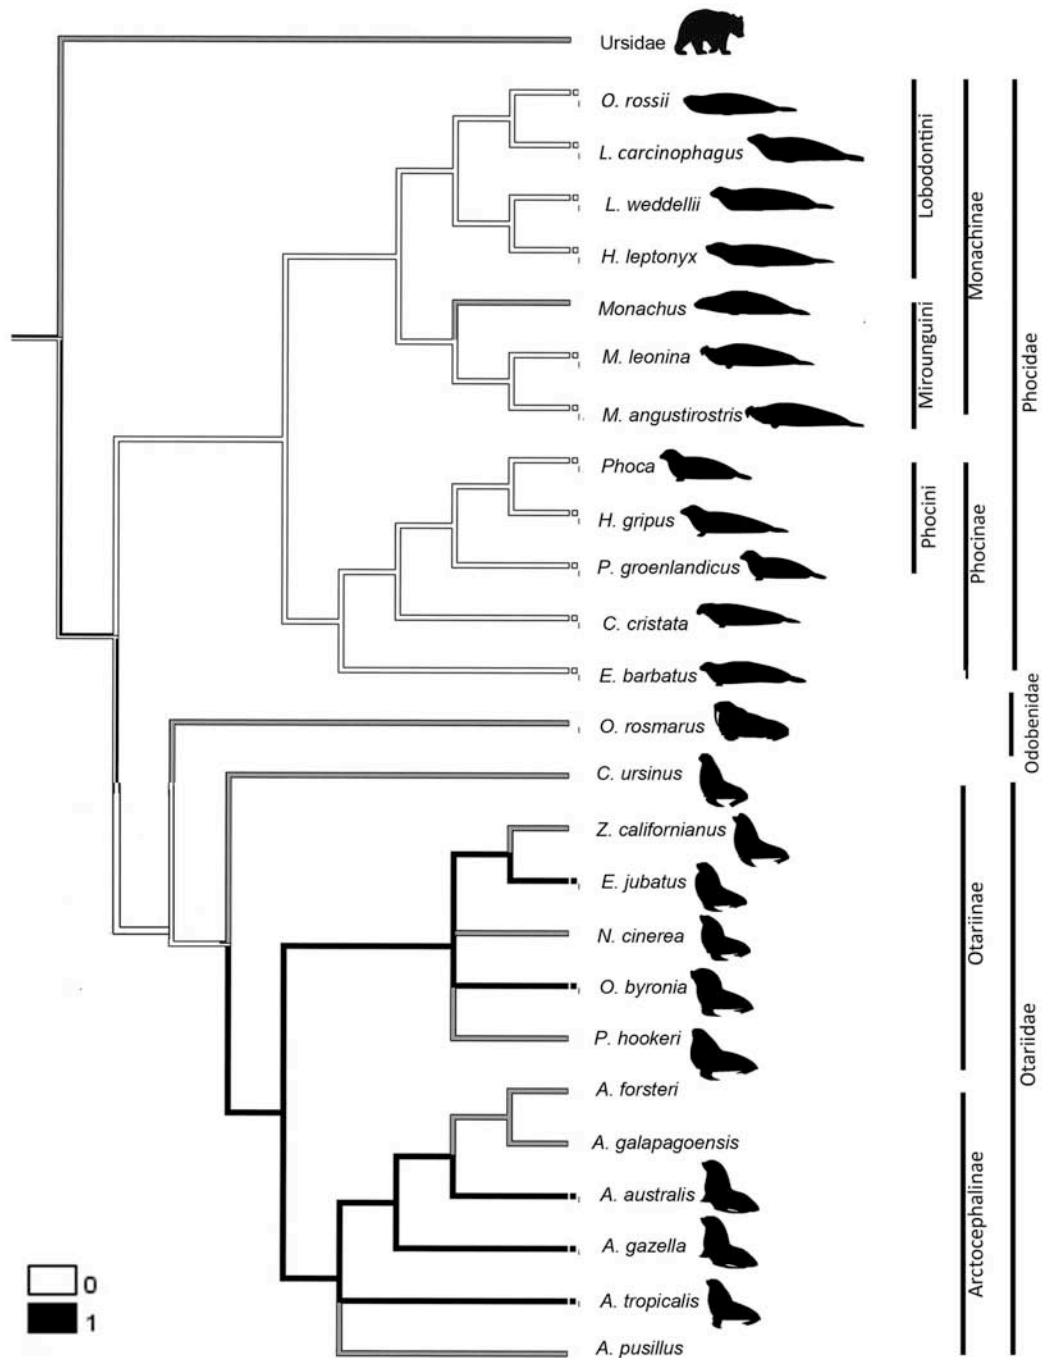 Ursidae
O. rossii
L. carcinophagus
L. weddellii
H. leptonyx
Monachus
M. leonina
M. angustirostris
Phoca
H. gripus
P. groenlandicus
C. cristata
E. barbatus
O. rosmarus
C. ursinus
Z. californianus
E. jubatus
N. cinerea
O. byronia
P. hookeri
A. forsteri
A. galapagoensis
A. australis
A. gazella
A. tropicalis
A. pusillus
Lobodontini
Mirounguini
Phocini
Monachinae
Phocinae
Otariinae
Arctocephalinae
Phocidae
Odobenidae
Otariidae
0
1